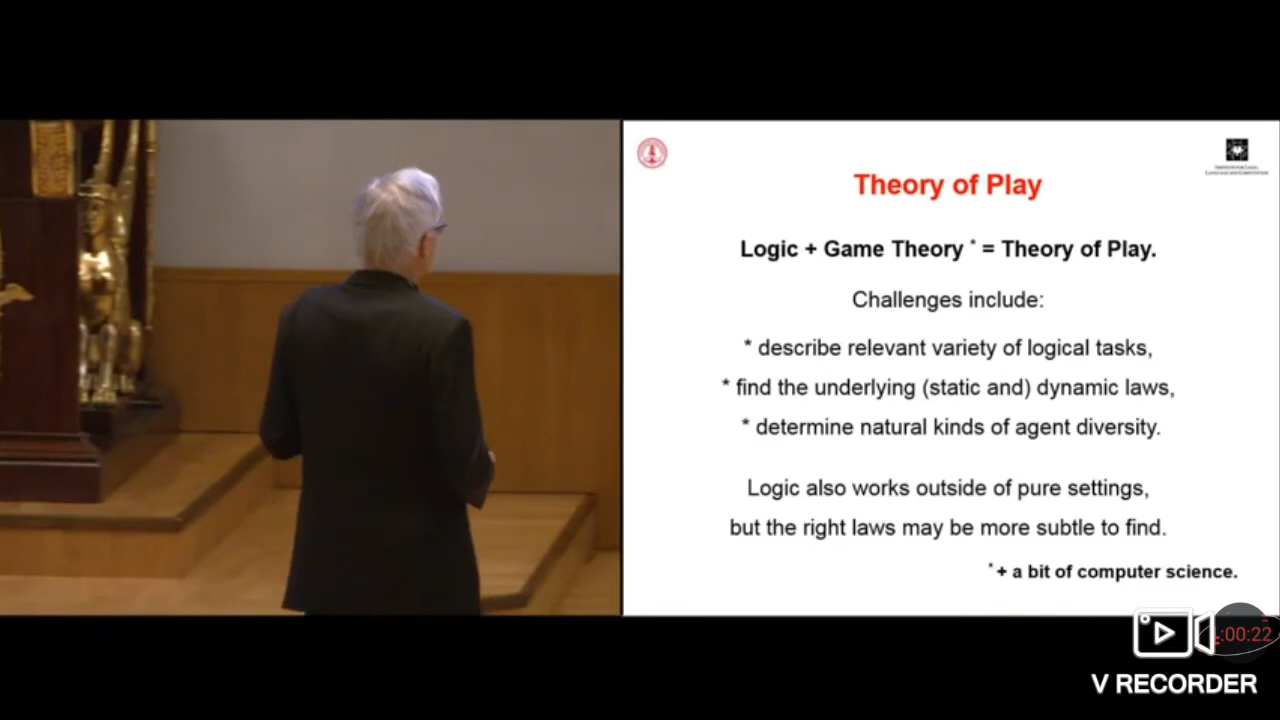 Theory of Play
Logic + Game Theory * = Theory of Play.
Challenges include:
* describe relevant variety of logical tasks,
* find the underlying (static and) dynamic laws,
* determine natural kinds of agent diversity.
Logic also works outside of pure settings,
but the right laws may be more subtle to find.
* + a bit of computer science.
:00:22
V RECORDER